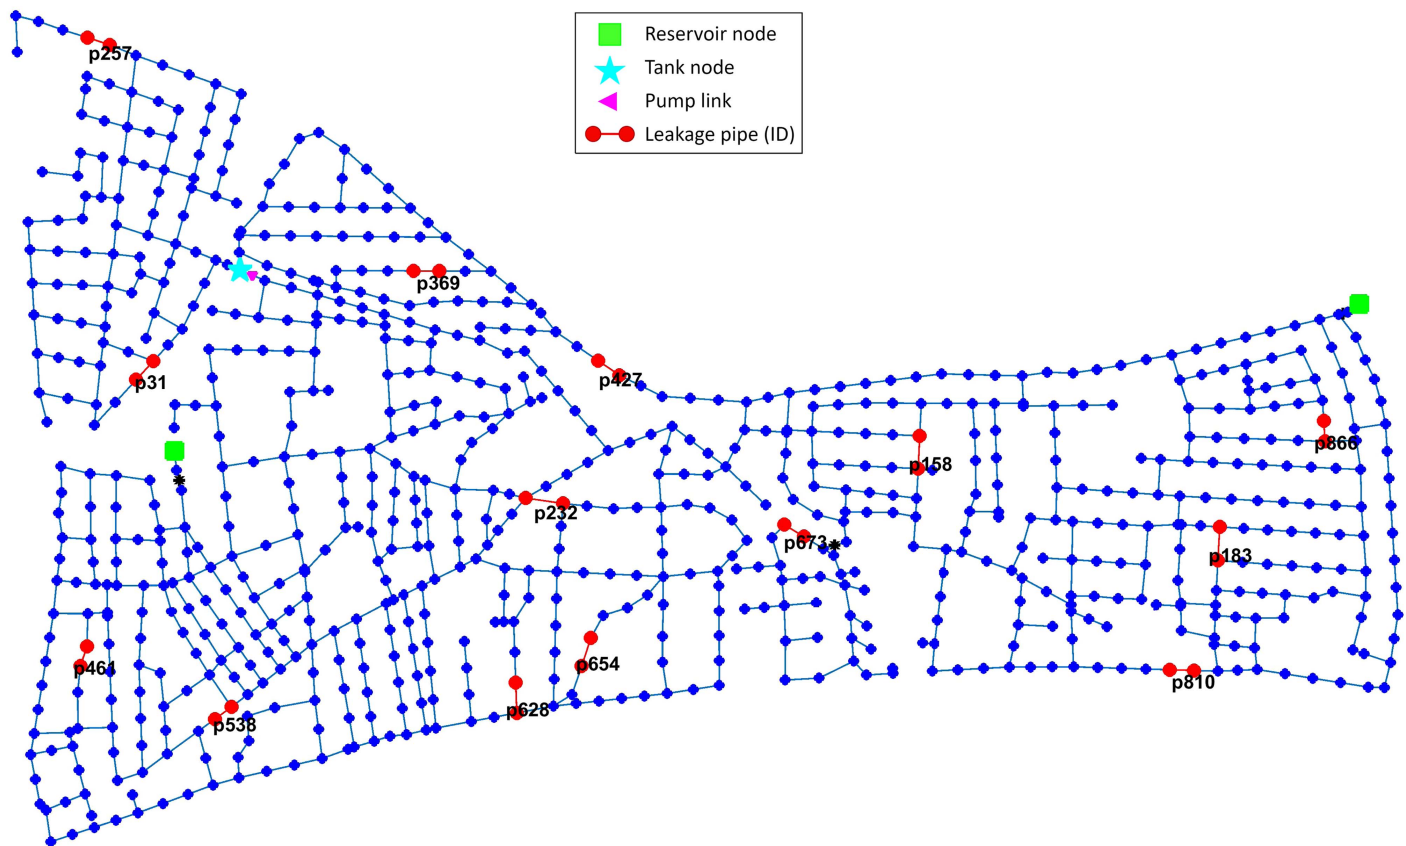 Reservoir node
Tank node
Pump link
Leakage pipe (ID)
p257
p369
p31
p427
p866
p158
p232
p673
p183
p461
p654
p810
p628
p538